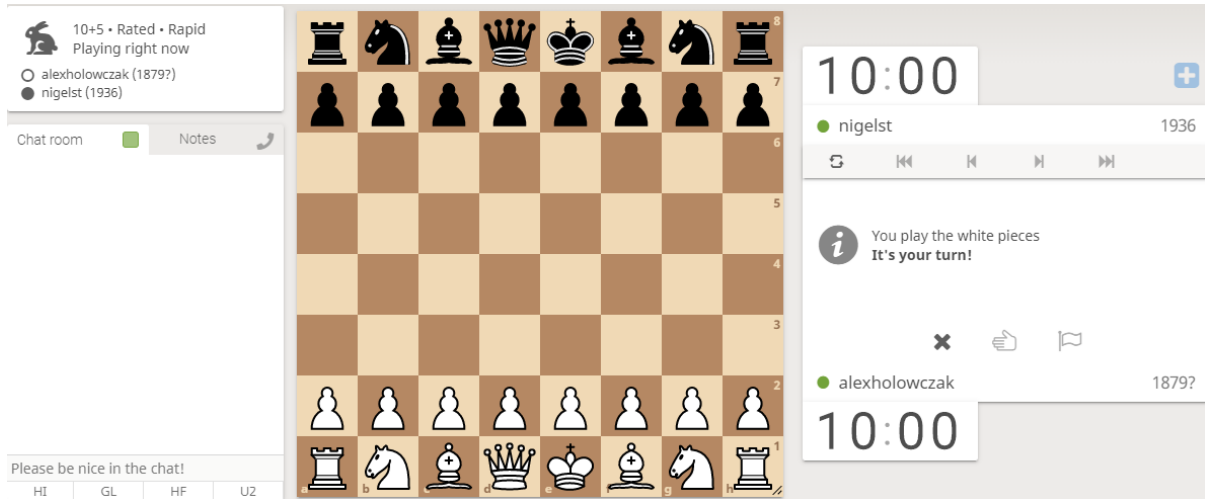 10+5 • Rated • Rapid
Playing right now
alexholowczak (1879?)
nigelst (1936)
Chat room
Notes
Please be nice in the chat!
HI
GL
HF
U2
8
7
6
5
4
3
2
1
a
b
c
d
e
f
g
h
10:00
nigelst
1936
i
You play the white pieces
It's your turn!
alexholowczak
1879?
10:00